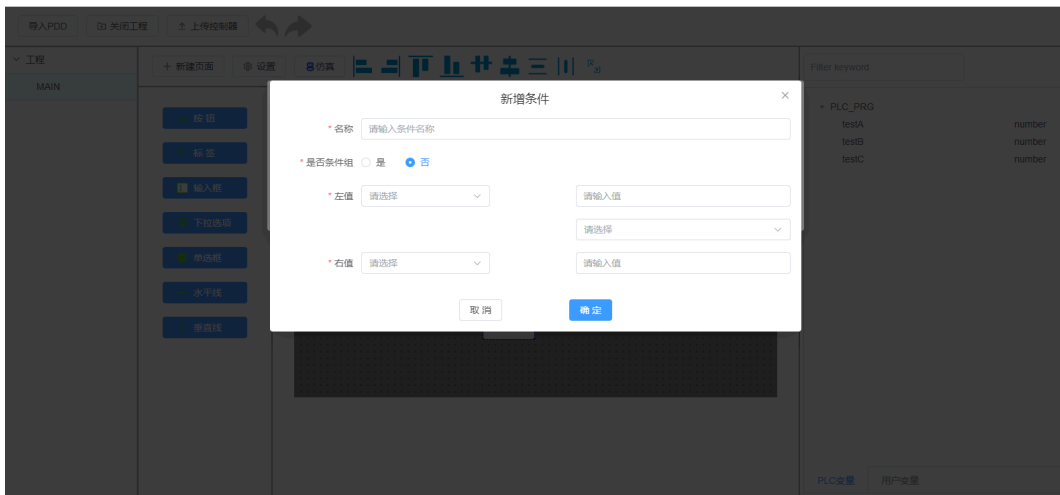 导入PDD 关闭工程 上传控制器
工程
MAIN
+ 新建页面 设置 仿真
Filter keyword
按钮
标签
输入框
下拉选项
单选框
水平线
垂直线
新增条件
* 名称 请输入条件名称
* 是否条件组 是 否
* 左值 请选择 请输入值
请选择
* 右值 请选择 请输入值
取消 确定
PLC_PRG
testA number
testB number
testC number
PLC变量 用户变量